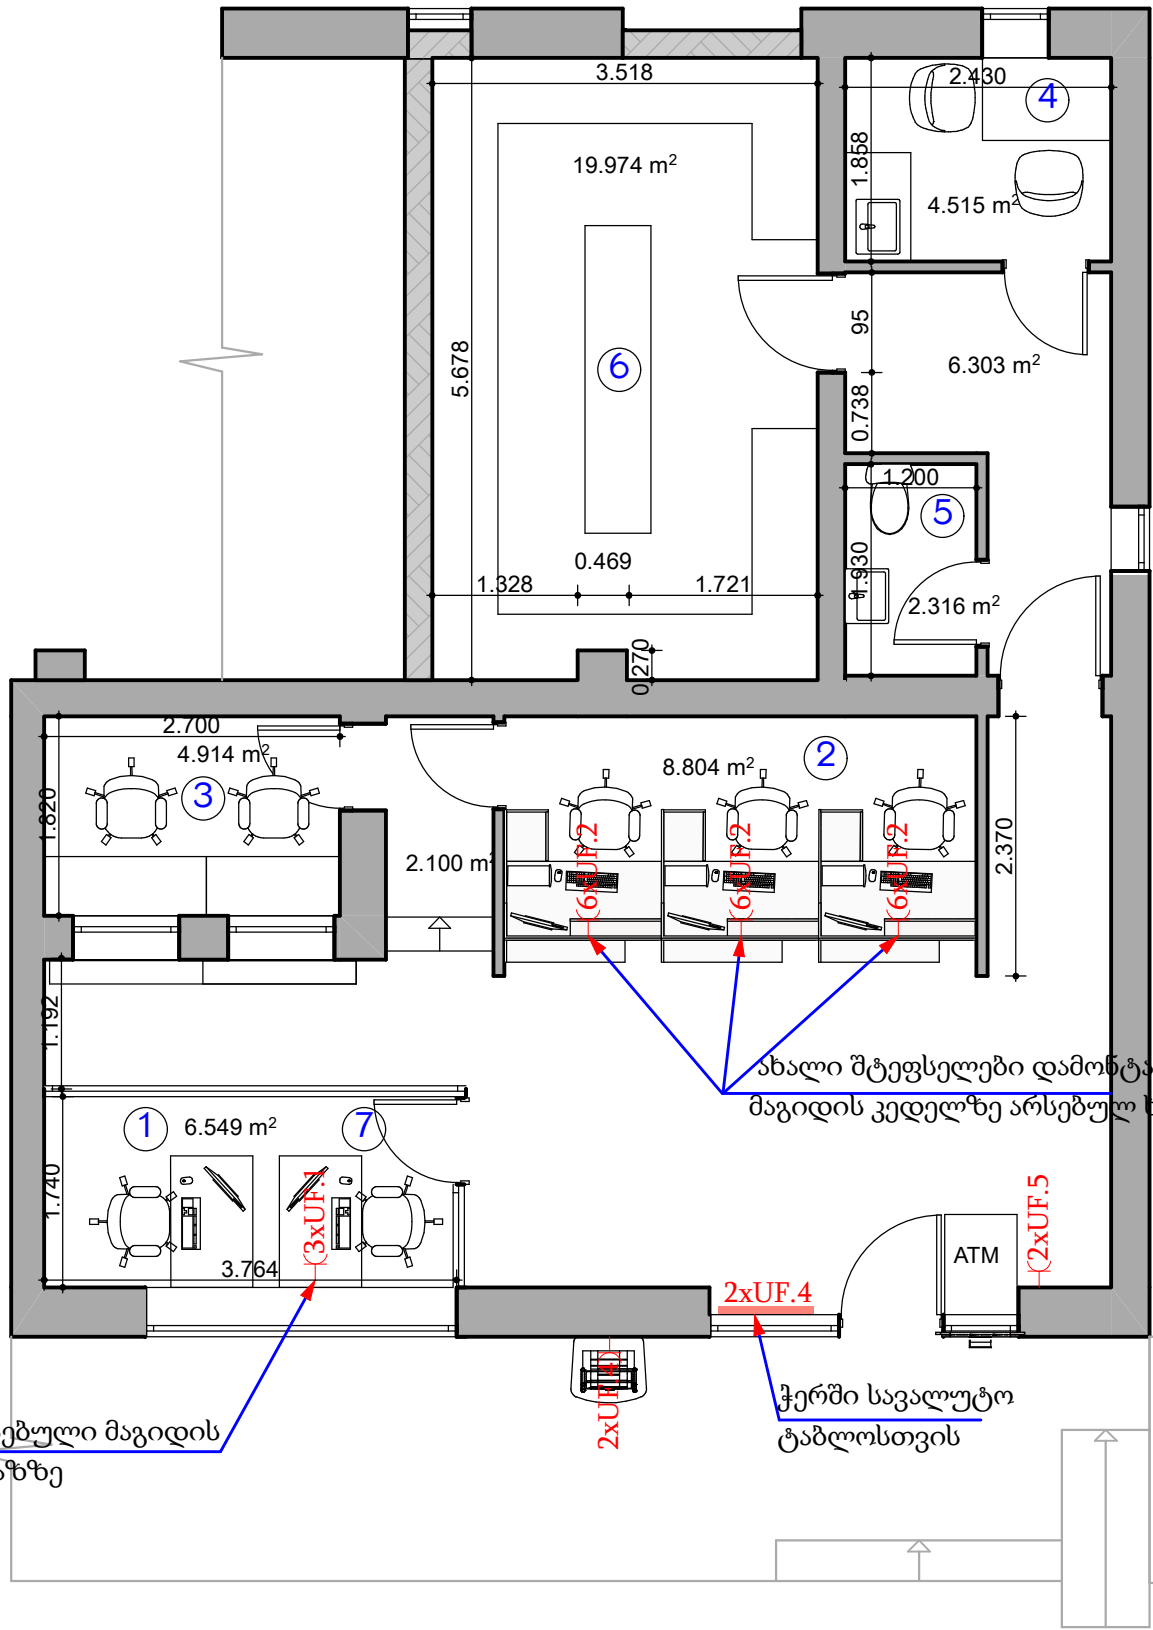 3.518
2.430
4
1.858
19.974 m²
4.515 m²
95
5.678
6
6.303 m²
0.738
1.200
5
0.469
1.930
1.328
1.721
2.316 m²
0.270
2.700
2
4.914 m²
8.804 m²
3
1.820
2.370
(6xUF.2
(6xUF.2
(6xUF.2
2.100 m²
1.192
ახალი შტეფსელები დამონტა
მაგიდის კედელზე არსებულ
1
6.549 m²
7
1.740
(3xUF.1
(2xUF.5
ATM
3.764
2xUF.4
2xUF.4
ჭერში სავალუტო
ტაბლოსთვის
ებული მაგიდის